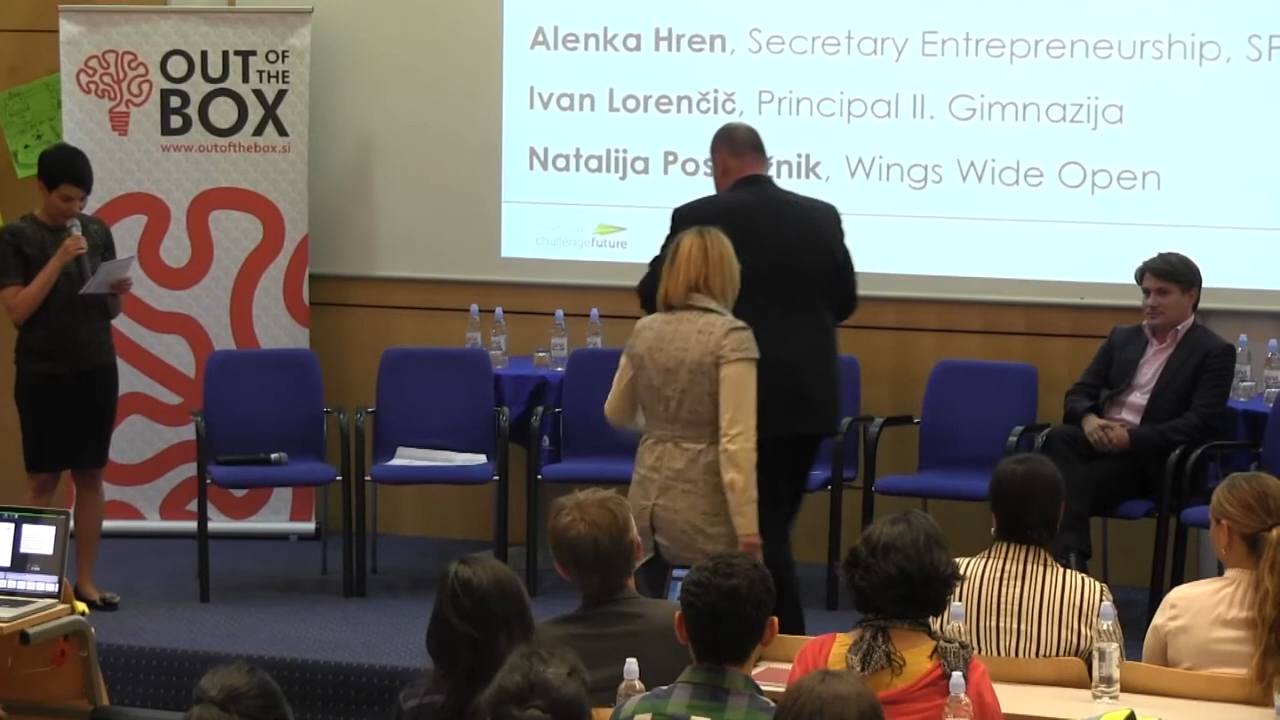 OUT OF THE BOX
www.outofthebox.si
Alenka Hren, Secretary Entrepreneurship,
Ivan Lorenčič, Principal II. Gimnazija
Natalija , Wings Wide Open
challengefuture